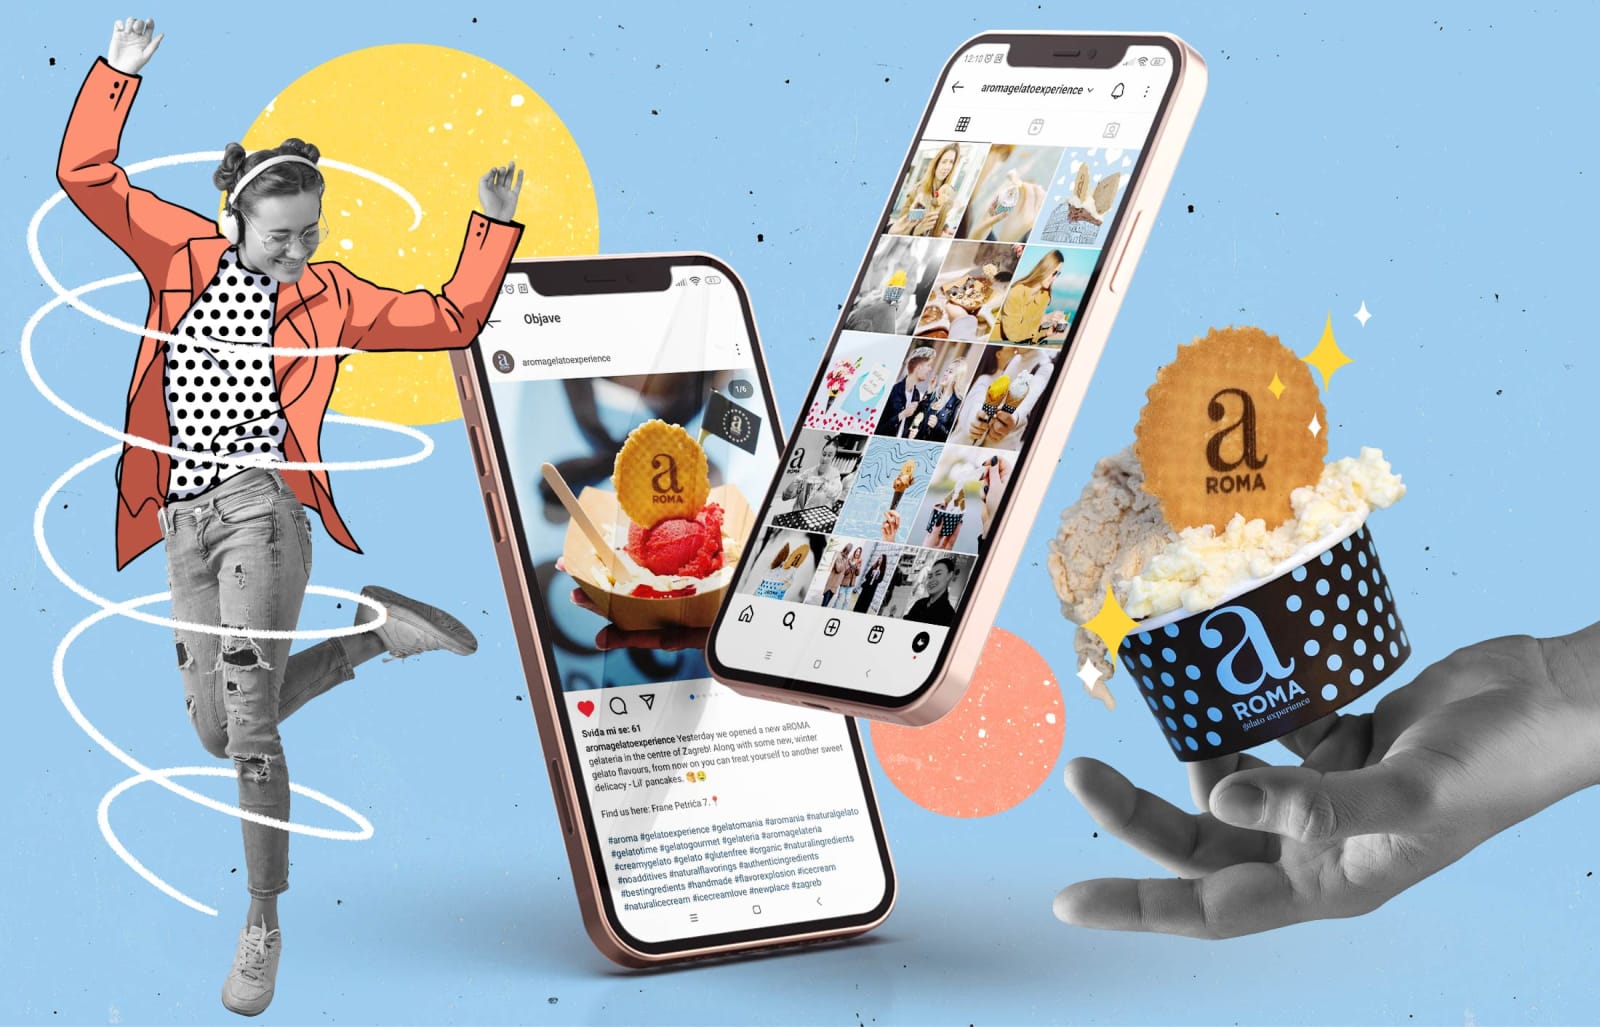 Objave
aromagelatoexperience
1/6
a
ROMA
Sviđa mi se: 61
aromagelatoexperience Yesterday we opened a new aROMA
gelateria in the centre of Zagreb! Along with some new, winter
gelato flavours, from now on you can treat yourself to another sweet
delicacy - Lil' pancakes. 🥞🤤
Find us here: Frane Petrića 7.📍
#aroma #gelatoexperience #gelatomania #aromania #naturalgelato
#gelatotime #gelatogourmet #gelateria #aromagelateria
#creamygelato #gelato #glutenfree #organic #naturalingredients
#noadditives #naturalflavorings #authenticingredients
#bestingredients #handmade #flavorexplosion #icecream
#naturalicecream #icecreamlove #newplace #zagreb
12:10
aromagelatoexperience
a
ROMA
a
ROMA
a
ROMA
gelato experience